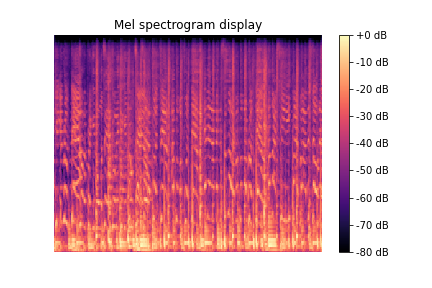 Mel spectrogram display
+0 dB
-10 dB
-20 dB
-30 dB
-40 dB
-50 dB
-60 dB
-70 dB
-80 dB